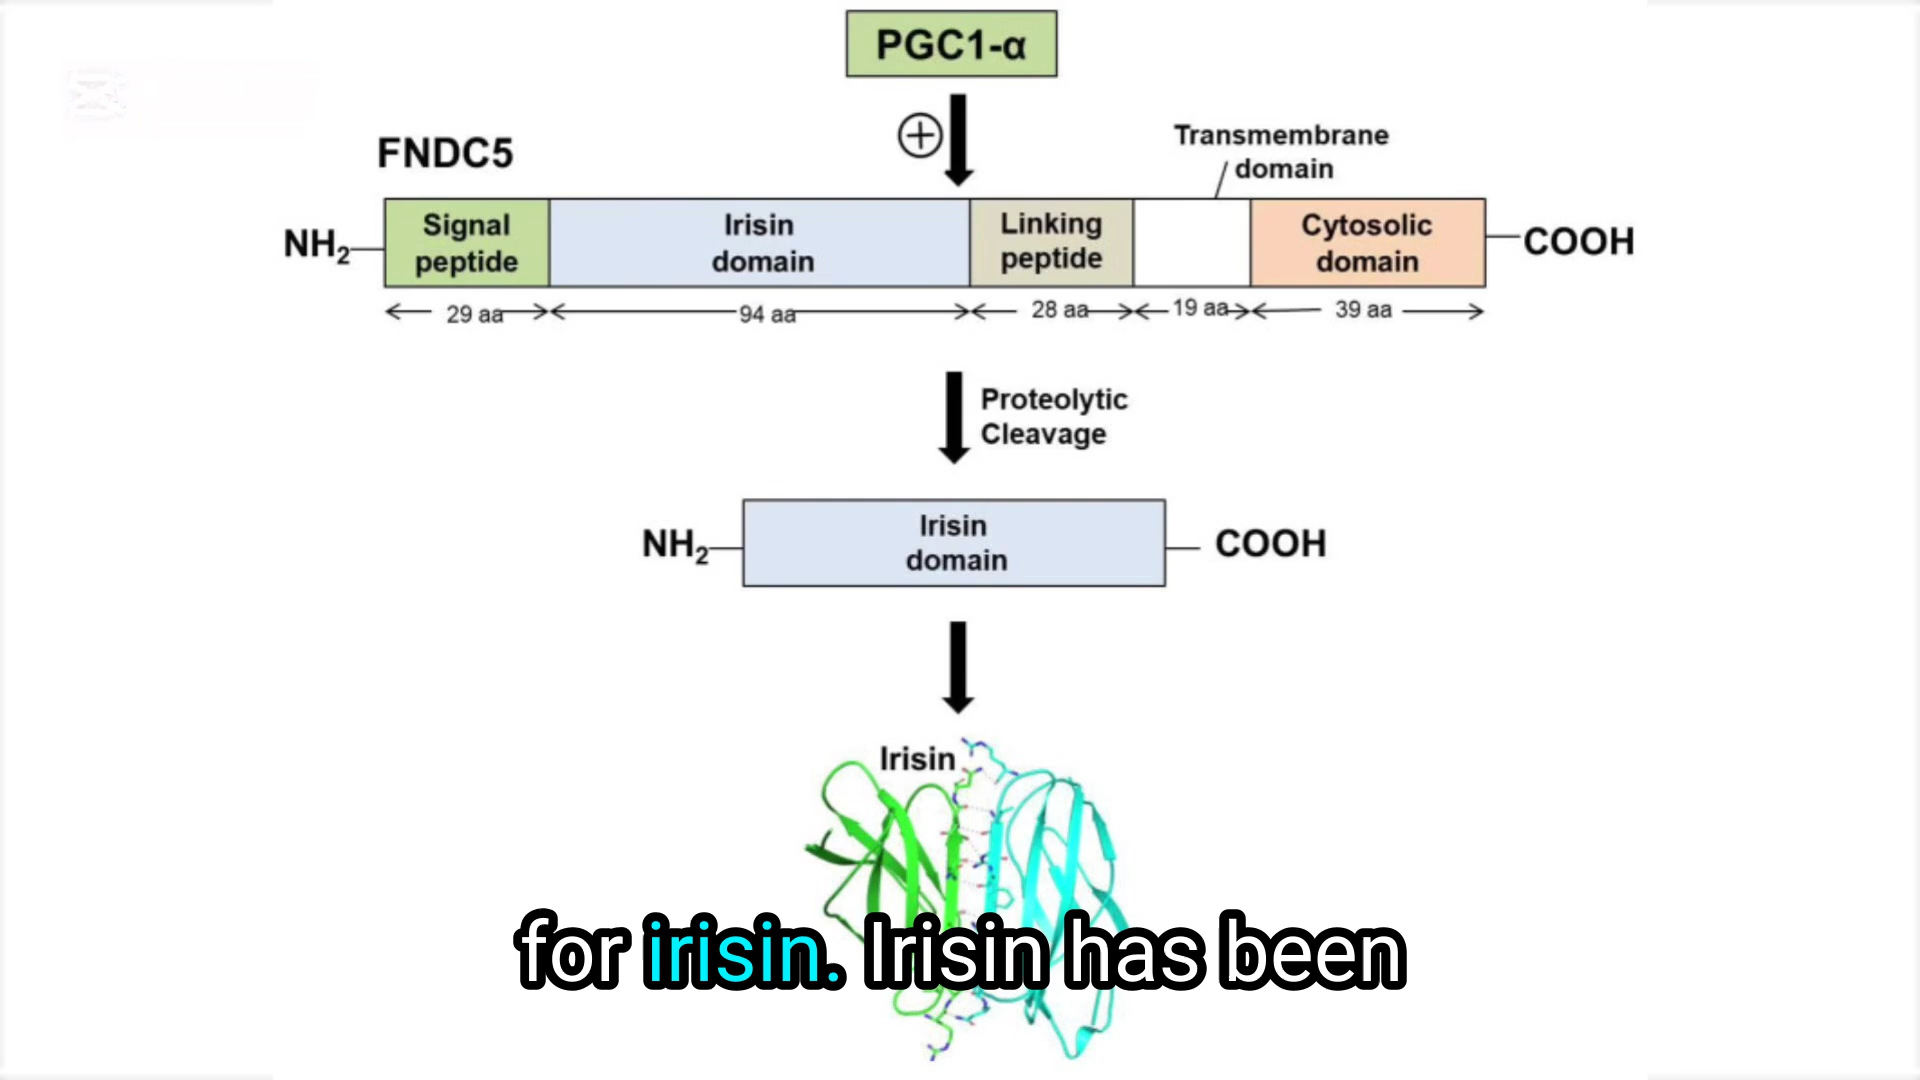 PGC1-α
FNDC5
Transmembrane
domain
NH2
Signal
peptide
Irisin
domain
Linking
peptide
Cytosolic
domain
COOH
29 aa
94 aa
28 aa
19 aa
39 aa
Proteolytic
Cleavage
NH2
Irisin
domain
COOH
Irisin
for irisin. Irisin has been